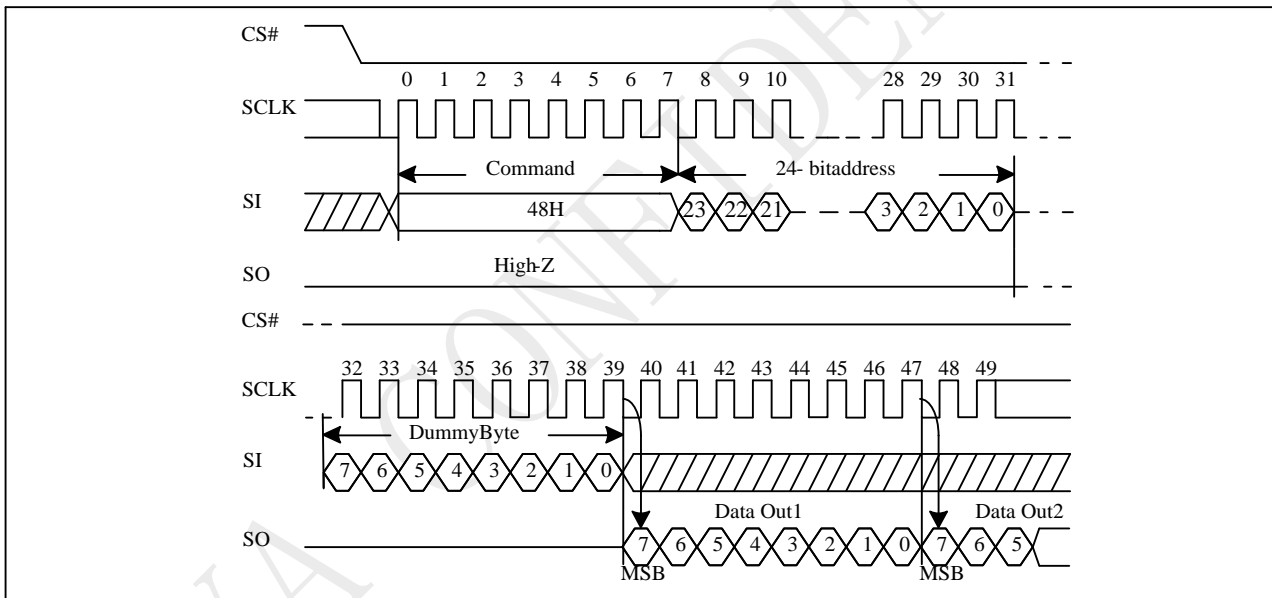 CS#
0 1 2 3 4 5 6 7 8 9 10 28 29 30 31
SCLK
Command 24- bitaddress
SI 48H 23 22 21 3 2 1 0
High-Z
SO
CS#
32 33 34 35 36 37 38 39 40 41 42 43 44 45 46 47 48 49
SCLK
DummyByte
SI 7 6 5 4 3 2 1 0
Data Out1 Data Out2
SO 7 6 5 4 3 2 1 0 7 6 5
MSB MSB